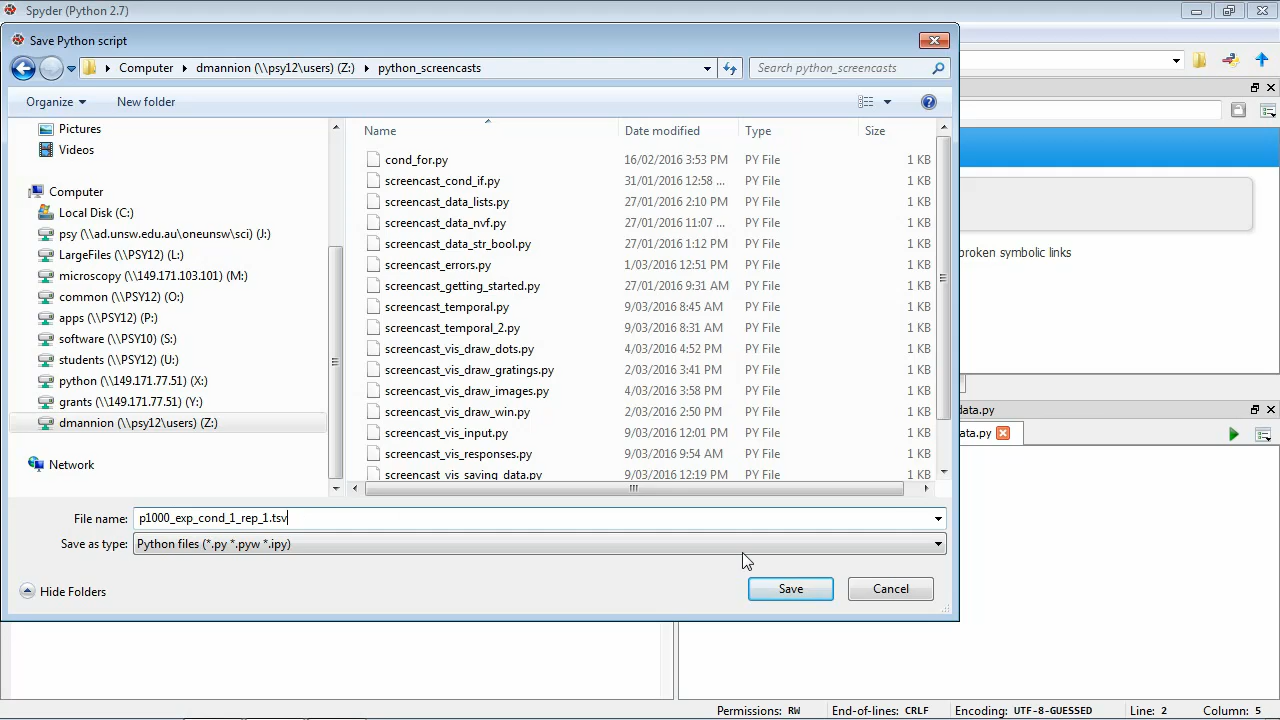 Spyder (Python 2.7)
Save Python script
Computer dmannion (\\psy12\users) (Z:) python_screencasts
Search python_screencasts
Organize New folder
Pictures
Videos
Computer
Local Disk (C:)
psy (\\ad.unsw.edu.au\oneunsw\sci) (J:)
LargeFiles (\\PSY12) (L:)
microscopy (\\149.171.103.101) (M:)
common (\\PSY12) (O:)
apps (\\PSY12) (P:)
software (\\PSY10) (S:)
students (\\PSY12) (U:)
python (\\149.171.77.51) (X:)
grants (\\149.171.77.51) (Y:)
dmannion (\\psy12\users) (Z:)
Network
Name Date modified Type Size
cond_for.py 16/02/2016 3:53 PM PY File 1 KB
screencast_cond_if.py 31/01/2016 12:58 ... PY File 1 KB
screencast_data_lists.py 27/01/2016 2:10 PM PY File 1 KB
screencast_data_nvf.py 27/01/2016 11:07 ... PY File 1 KB
screencast_data_str_bool.py 27/01/2016 1:12 PM PY File 1 KB
screencast_errors.py 1/03/2016 12:51 PM PY File 1 KB
screencast_getting_started.py 27/01/2016 9:31 AM PY File 1 KB
screencast_temporal.py 9/03/2016 8:45 AM PY File 1 KB
screencast_temporal_2.py 9/03/2016 8:31 AM PY File 1 KB
screencast_vis_draw_dots.py 4/03/2016 4:52 PM PY File 1 KB
screencast_vis_draw_gratings.py 2/03/2016 3:41 PM PY File 1 KB
screencast_vis_draw_images.py 4/03/2016 3:58 PM PY File 1 KB
screencast_vis_draw_win.py 2/03/2016 2:50 PM PY File 1 KB
screencast_vis_input.py 9/03/2016 12:01 PM PY File 1 KB
screencast_vis_responses.py 9/03/2016 9:54 AM PY File 1 KB
screencast_vis_saving_data.py 9/03/2016 12:19 PM PY File 1 KB
File name: p1000_exp_cond_1_rep_1.tsv
Save as type: Python files (*.py *.pyw *.ipy)
Hide Folders
Save Cancel
broken symbolic links
data.py
ata.py
Permissions: RW End-of-lines: CRLF Encoding: UTF-8-GUESSED Line: 2 Column: 5